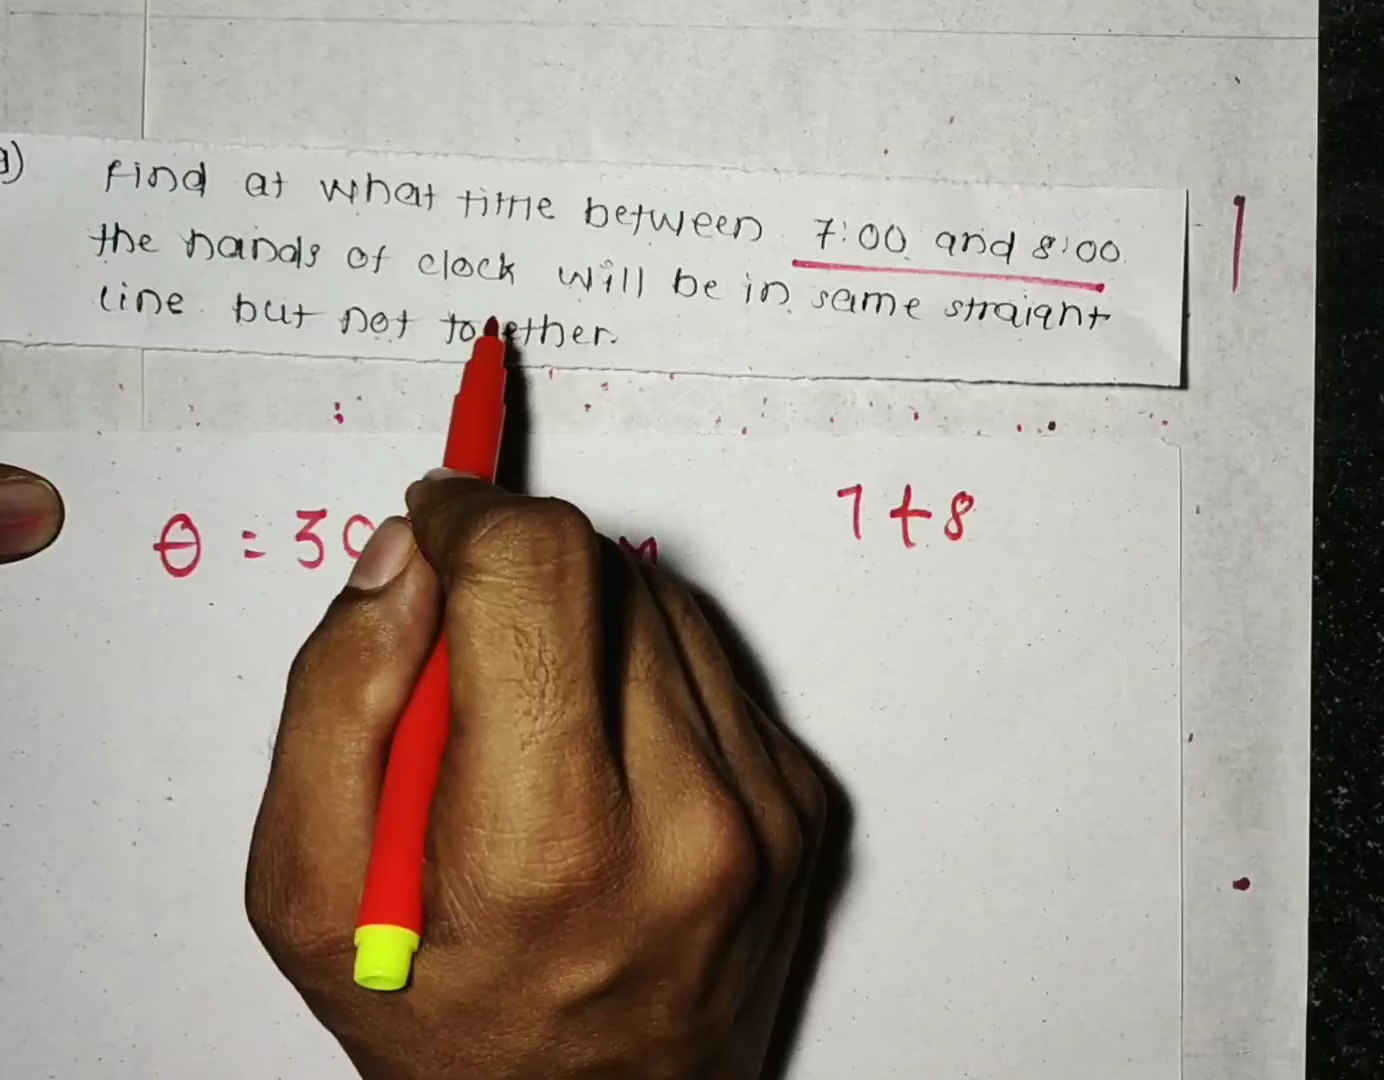 find at what time between 7:00 and 8:00
the hands of clock will be in same straignt
line but not together.
θ = 30 7 + 8